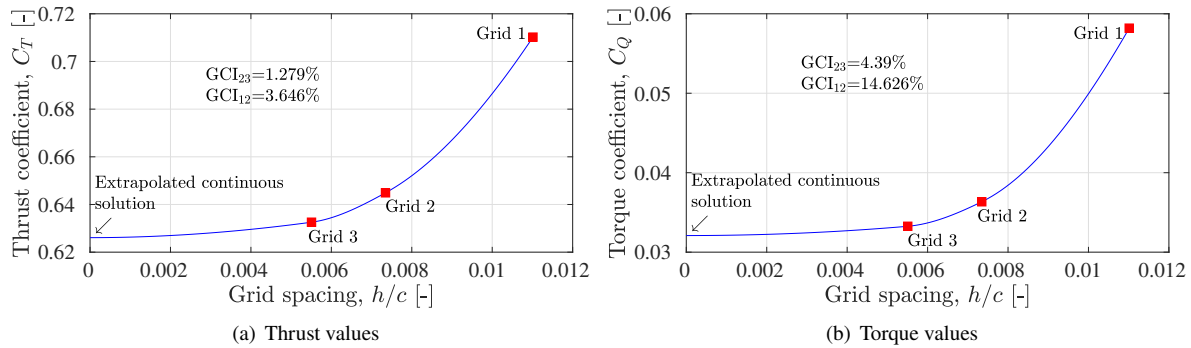 0.72
0.7
0.68
0.66
0.64
0.62
Thrust coefficient, C_T [-]
Grid 1
GCI₂₃=1.279%
GCI₁₂=3.646%
Extrapolated continuous
solution
Grid 2
Grid 3
0 0.002 0.004 0.006 0.008 0.01 0.012
Grid spacing, h/c [-]
(a) Thrust values
0.06
0.05
0.04
0.03
Torque coefficient, C_Q [-]
Grid 1
GCI₂₃=4.39%
GCI₁₂=14.626%
Extrapolated continuous
solution
Grid 2
Grid 3
0 0.002 0.004 0.006 0.008 0.01 0.012
Grid spacing, h/c [-]
(b) Torque values